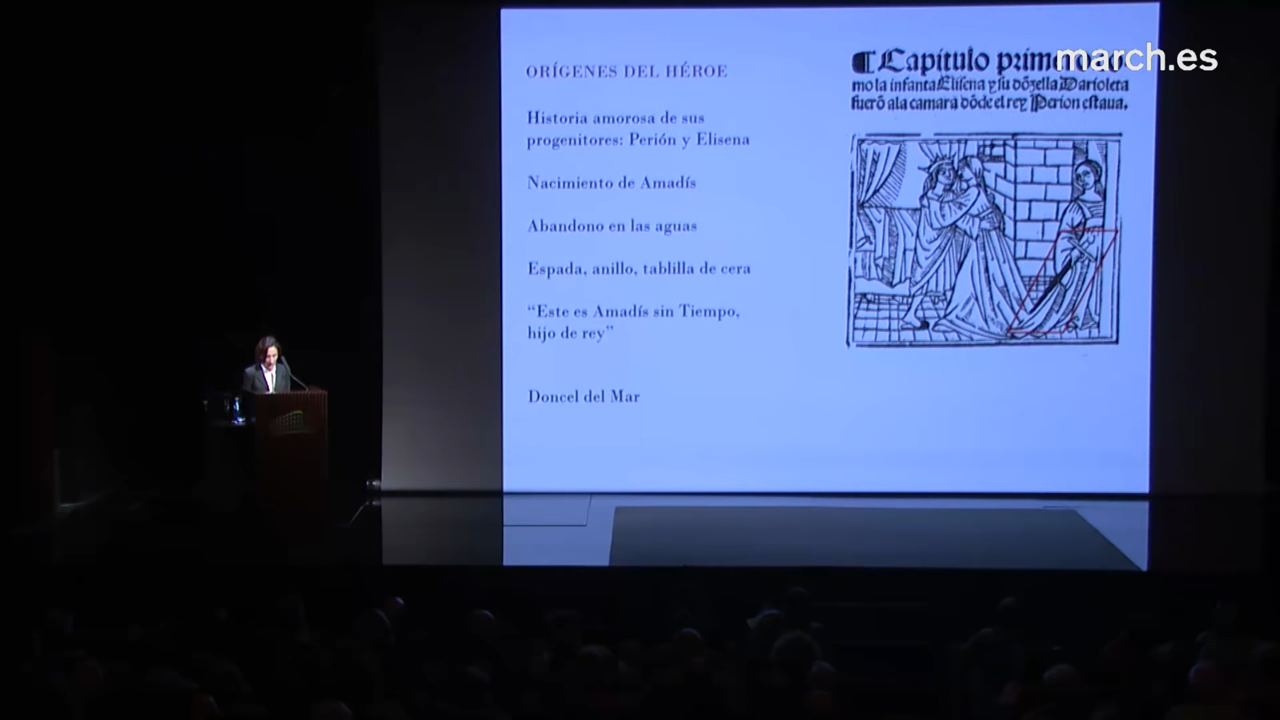 march.es
ORÍGENES DEL HÉROE
Historia amorosa de sus
progenitores: Perión y Elisena
Nacimiento de Amadís
Abandono en las aguas
Espada, anillo, tablilla de cera
“Este es Amadís sin Tiempo,
hijo de rey”
Doncel del Mar
¶ Capitulo primero
mo la infanta Elisena y su dōzella Darioleta
fuerō ala camara dōde el rey Perion estaua.